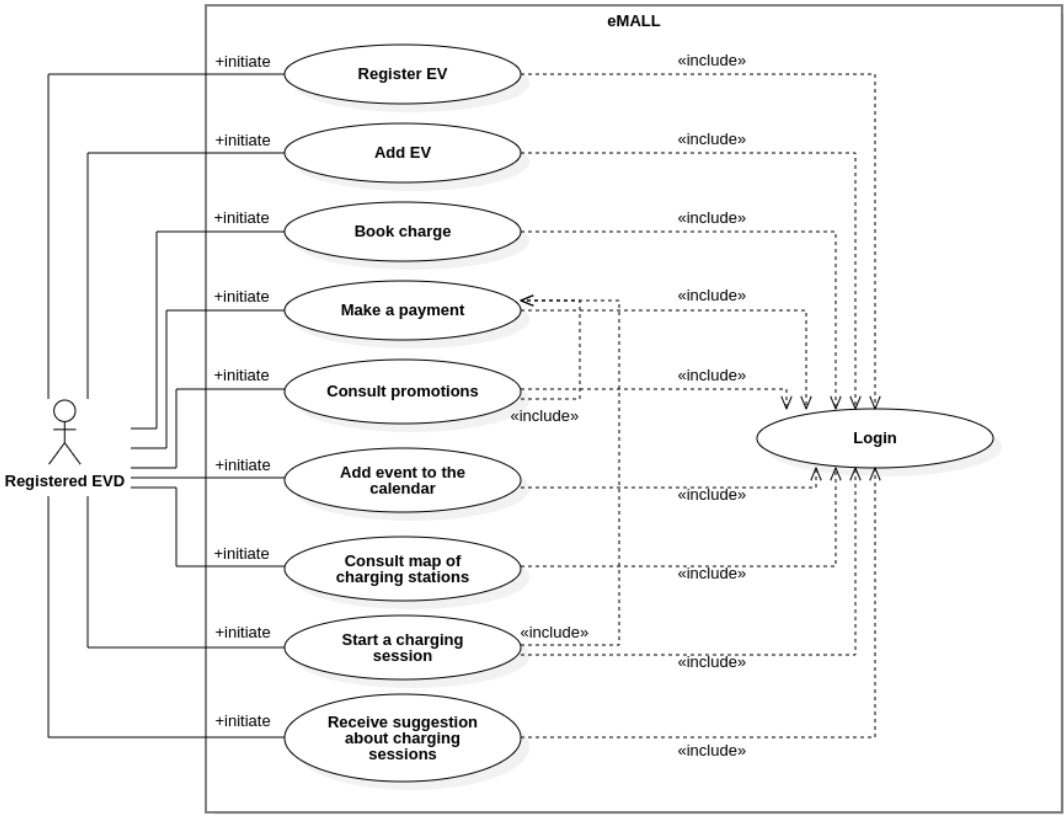 eMALL
+initiate
Register EV
«include»
+initiate
Add EV
«include»
+initiate
Book charge
«include»
+initiate
Make a payment
«include»
+initiate
Consult promotions
«include»
«include»
Login
Registered EVD
+initiate
Add event to the
calendar
«include»
+initiate
Consult map of
charging stations
«include»
+initiate
Start a charging
session
«include»
«include»
+initiate
Receive suggestion
about charging
sessions
«include»